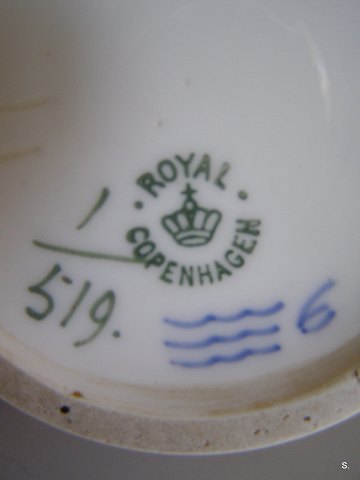 ROYAL
COPENHAGEN
1
519.
6
S.